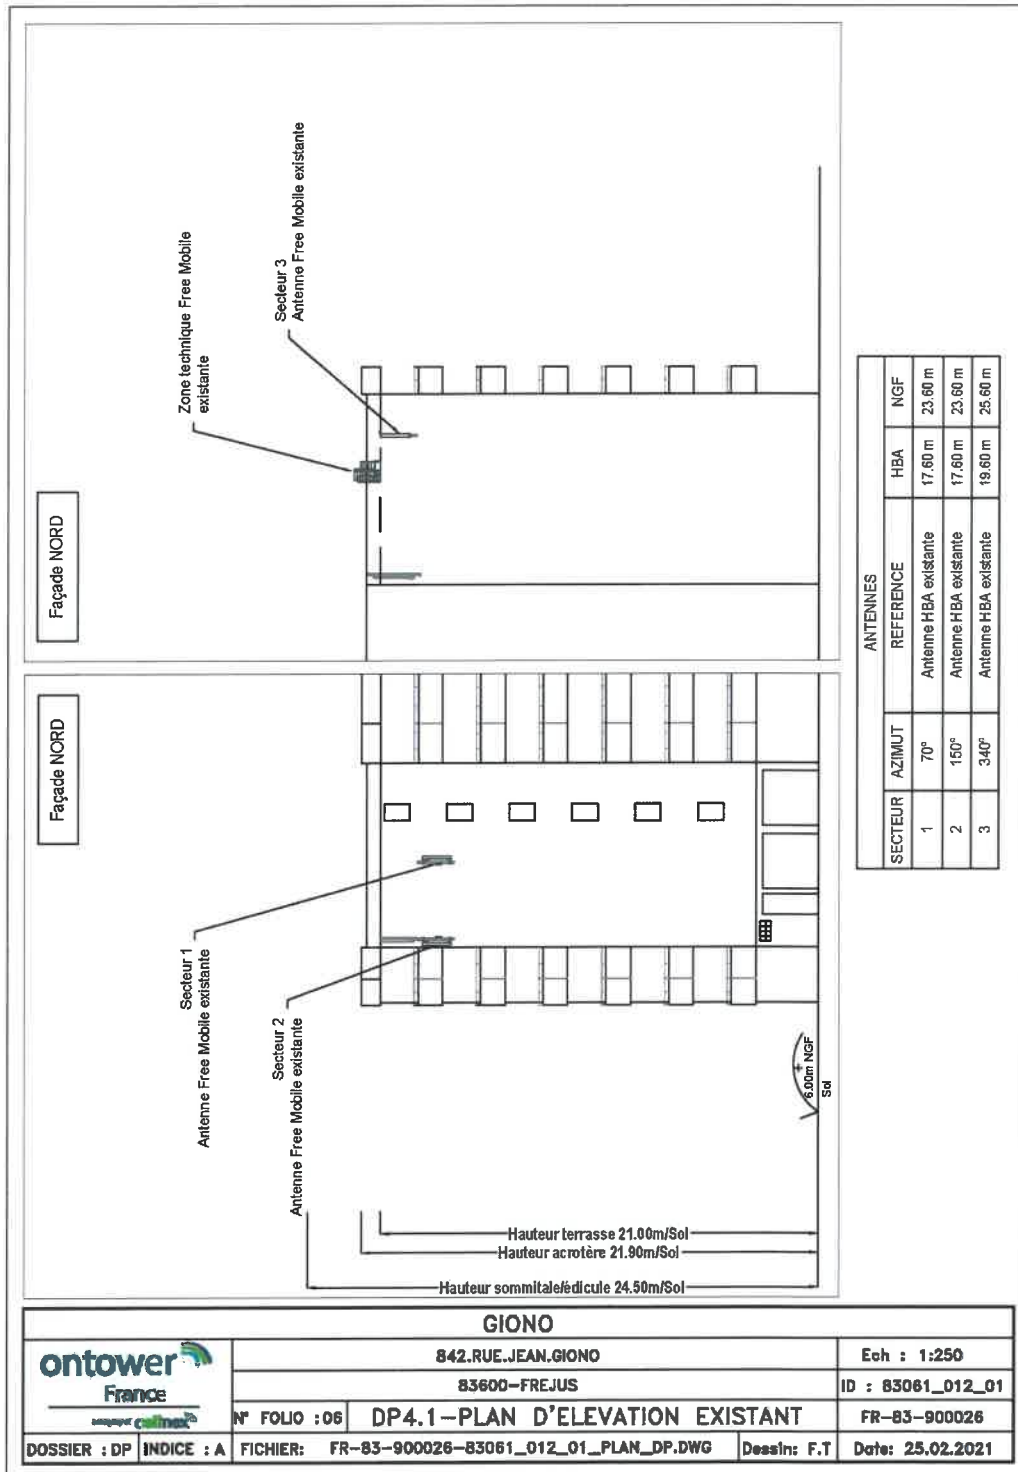 Façade NORD
Zone technique Free Mobile
existante
Secteur 3
Antenne Free Mobile existante
Façade NORD
Secteur 1
Antenne Free Mobile existante
Secteur 2
Antenne Free Mobile existante
6.00m NGF
Sol
Hauteur terrasse 21.00m/Sol
Hauteur acrotère 21.90m/Sol
Hauteur sommitale/édicule 24.50m/Sol
ANTENNES
SECTEUR AZIMUT REFERENCE HBA NGF
1 70° Antenne HBA existante 17.60 m 23.60 m
2 150° Antenne HBA existante 17.60 m 23.60 m
3 340° Antenne HBA existante 19.60 m 25.60 m
GIONO
ontower
France
cellnex
842.RUE.JEAN.GIONO
Ech : 1:250
83600-FREJUS
ID : 83061_012_01
N° FOLIO :06
DP4.1-PLAN D'ELEVATION EXISTANT
FR-83-900026
DOSSIER : DP
INDICE : A
FICHIER: FR-83-900026-83061_012_01_PLAN_DP.DWG
Dessin: F.T
Date: 25.02.2021